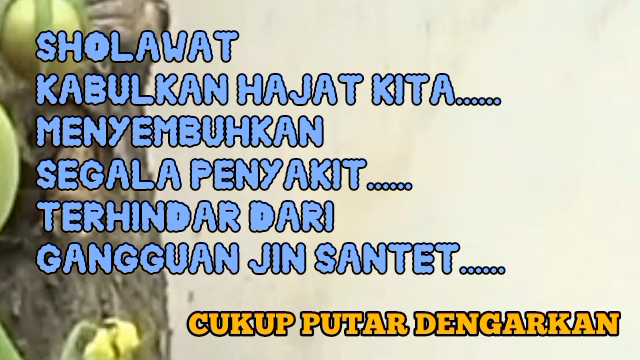 SHOLAWAT
KABULKAN HAJAT KITA......
MENYEMBUHKAN
SEGALA PENYAKIT......
TERHINDAR DARI
GANGGUAN JIN SANTET......
CUKUP PUTAR DENGARKAN